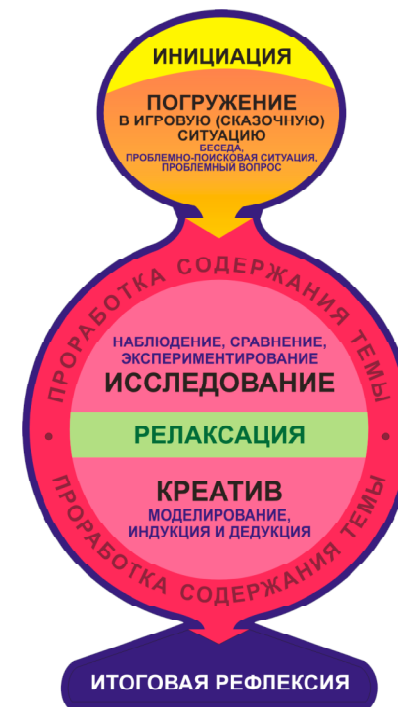 ИНИЦИАЦИЯ
ПОГРУЖЕНИЕ
В ИГРОВУЮ (СКАЗОЧНУЮ)
СИТУАЦИЮ
БЕСЕДА,
ПРОБЛЕМНО-ПОИСКОВАЯ СИТУАЦИЯ,
ПРОБЛЕМНЫЙ ВОПРОС
ПРОРАБОТКА СОДЕРЖАНИЯ ТЕМЫ
НАБЛЮДЕНИЕ, СРАВНЕНИЕ,
ЭКСПЕРИМЕНТИРОВАНИЕ
ИССЛЕДОВАНИЕ
РЕЛАКСАЦИЯ
КРЕАТИВ
МОДЕЛИРОВАНИЕ,
ИНДУКЦИЯ И ДЕДУКЦИЯ
ПРОРАБОТКА СОДЕРЖАНИЯ ТЕМЫ
ИТОГОВАЯ РЕФЛЕКСИЯ